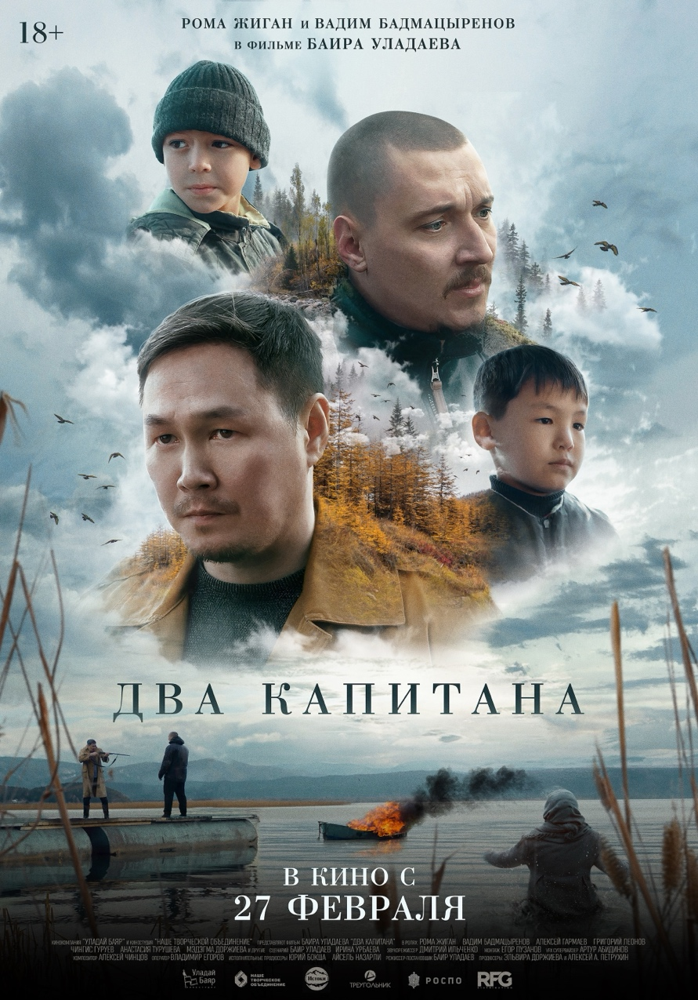 18+
РОМА ЖИГАН И ВАДИМ БАДМАЦЫРЕНОВ
В ФИЛЬМЕ БАИРА УЛАДАЕВА
ДВА КАПИТАНА
В КИНО С
27 ФЕВРАЛЯ
КИНОКОМПАНИЯ "УЛАДАЙ БАЯР" И КИНОСТУДИЯ "НАШЕ ТВОРЧЕСКОЕ ОБЪЕДИНЕНИЕ" ПРЕДСТАВЛЯЮТ ФИЛЬМ БАИРА УЛАДАЕВА "ДВА КАПИТАНА" В РОЛЯХ: РОМА ЖИГАН ВАДИМ БАДМАЦЫРЕНОВ АЛЕКСЕЙ ГАРМАЕВ ГРИГОРИЙ ЛЕОНОВ
ЧИНГИС ГУРУЕВ АНАСТАСИЯ ТУРУШЕВА МЭДЭГМА ДОРЖИЕВА И ДРУГИЕ СЦЕНАРИЙ БАИР УЛАДАЕВ ИРИНА УРБАЕВА ЗВУКОРЕЖИССЕР ДМИТРИЙ ИЛЬЧЕНКО МОНТАЖ ЕГОР ПУЗАНОВ VFX СУПЕРВАЙЗЕР АРТУР АБИДИНОВ
КОМПОЗИТОР АЛЕКСЕЙ ЧИНЦОВ ОПЕРАТОР ВЛАДИМИР ЕГОРОВ ИСПОЛНИТЕЛЬНЫЕ ПРОДЮСЕРЫ ЮРИЙ БОКША АЙСЕЛЬ НАЗАРЛИ РЕЖИССЕР-ПОСТАНОВЩИК БАИР УЛАДАЕВ ПРОДЮСЕРЫ: ЭЛЬВИРА ДОРЖИЕВА И АЛЕКСЕЙ А. ПЕТРУХИН
Уладай Баяр
НАШЕ ТВОРЧЕСКОЕ ОБЪЕДИНЕНИЕ
Истоки
ТРЕУГОЛЬНИК
РОСПО
RFG